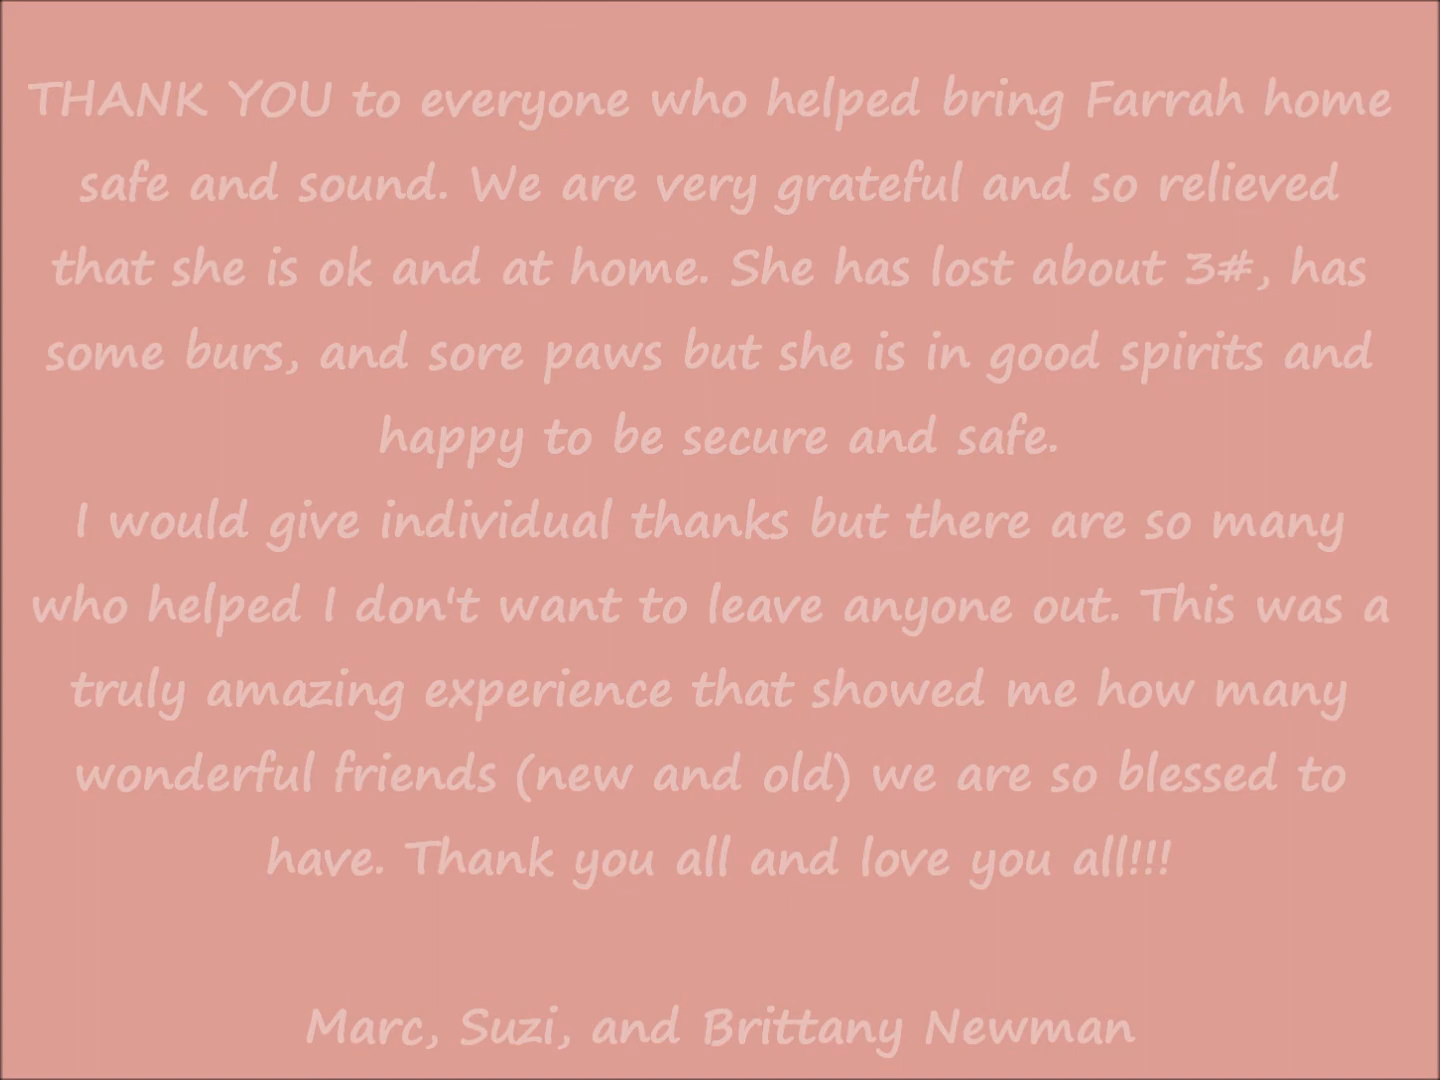 THANK YOU to everyone who helped bring Farrah home
safe and sound. We are very grateful and so relieved
that she is ok and at home. She has lost about 3#, has
some burs, and sore paws but she is in good spirits and
happy to be secure and safe.
I would give individual thanks but there are so many
who helped I don't want to leave anyone out. This was a
truly amazing experience that showed me how many
wonderful friends (new and old) we are so blessed to
have. Thank you all and love you all!!!
Marc, Suzi, and Brittany Newman